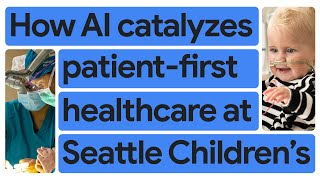 How AI catalyzes
patient-first
healthcare at
Seattle Children's